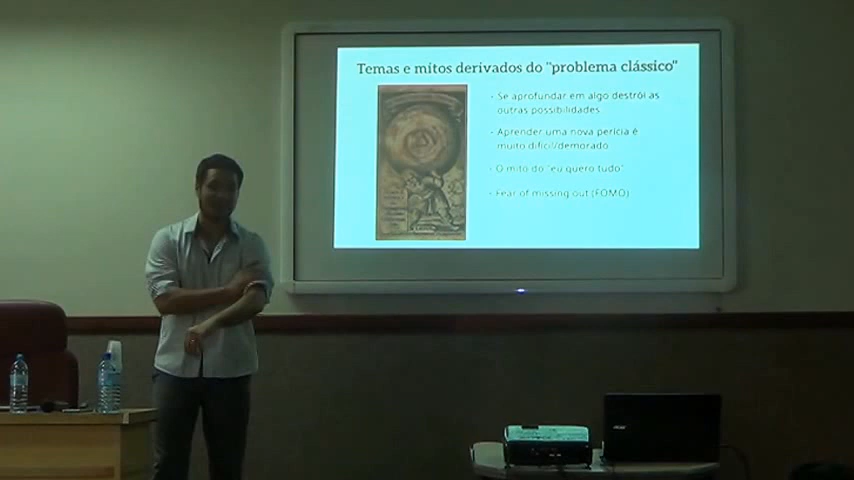 Temas e mitos derivados do "problema clássico"
- Se aprofundar em algo destrói as
outras possibilidades
- Aprender uma nova perícia é
muito difícil/demorado
- O mito do "eu quero tudo"
- Fear of missing out (FOMO)
acer